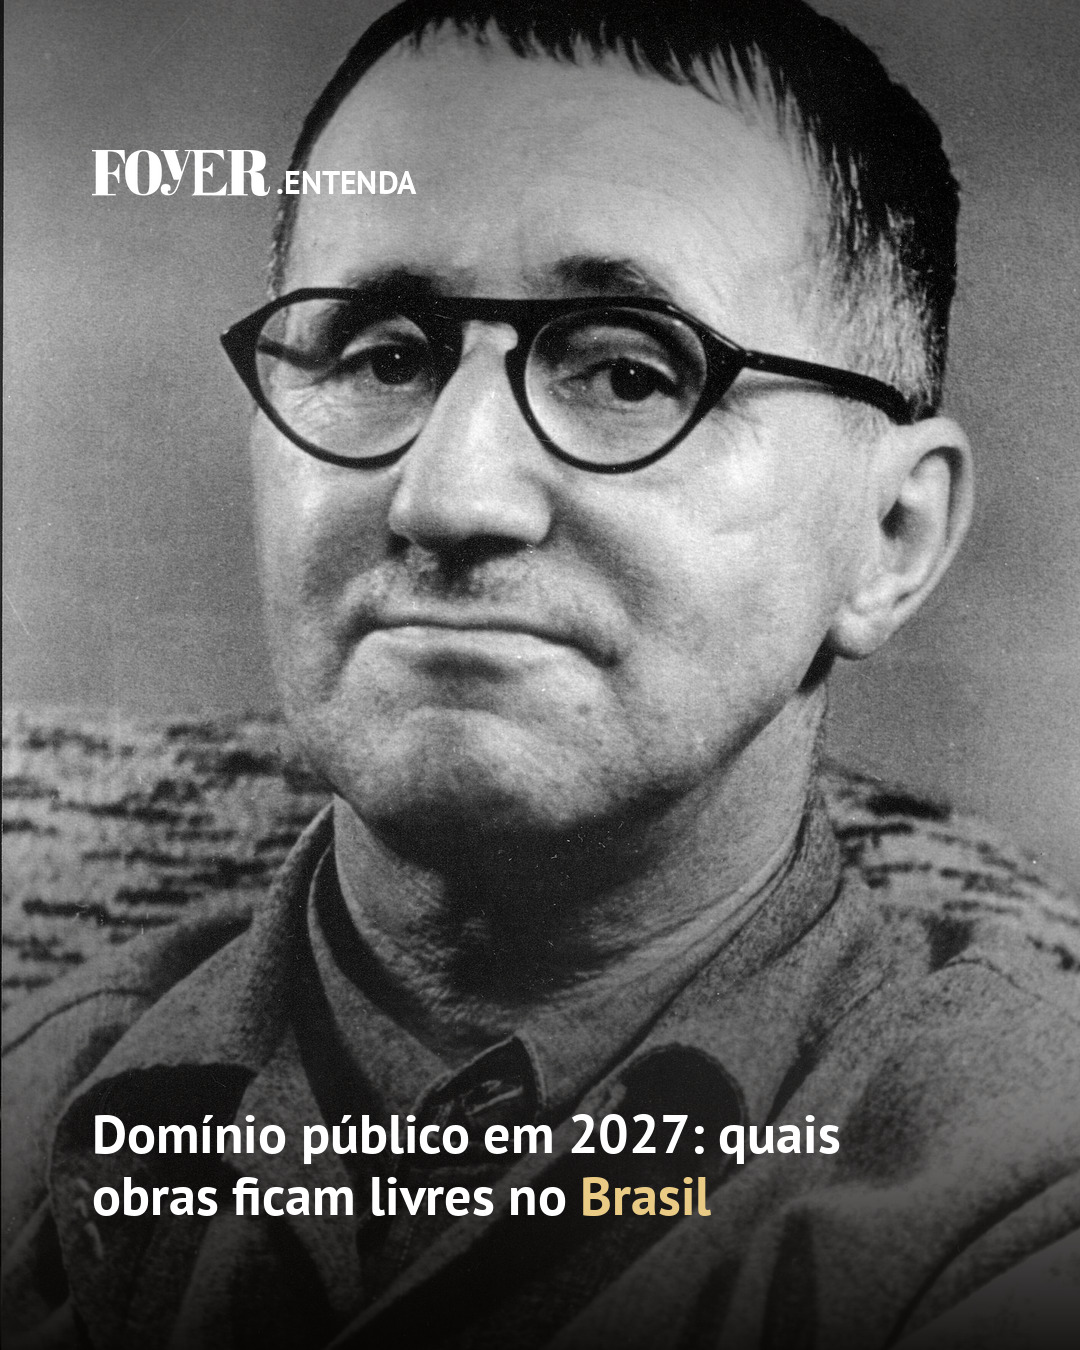 FOYER .ENTENDA
Domínio público em 2027: quais
obras ficam livres no Brasil